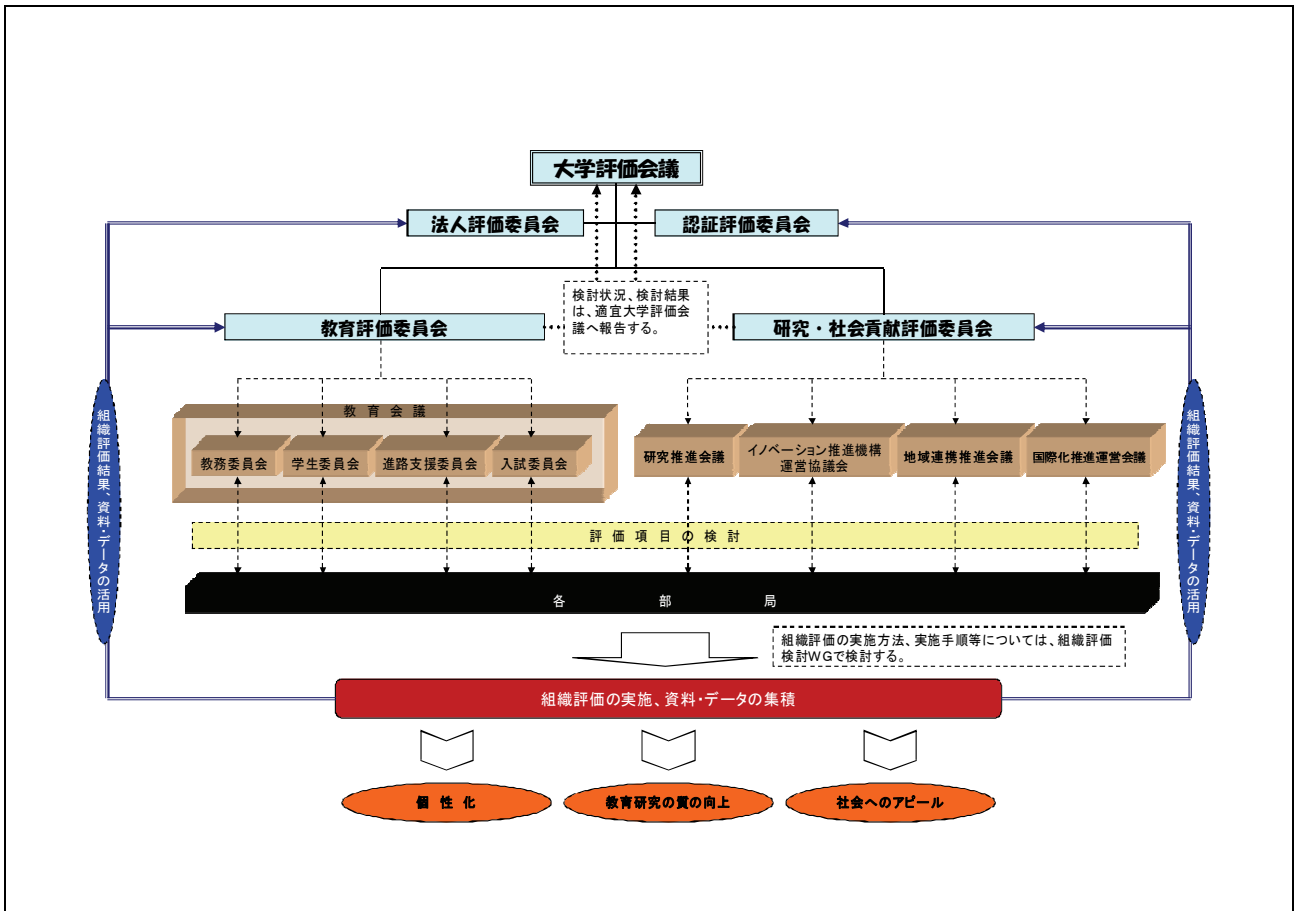 大学評価会議
法人評価委員会
認証評価委員会
検討状況、検討結果
は、適宜大学評価会
議へ報告する。
教育評価委員会
研究・社会貢献評価委員会
組織評価結果、資料・データの活用
教 育 会 議
教務委員会
学生委員会
進路支援委員会
入試委員会
研究推進会議
イノベーション推進機構
運営協議会
地域連携推進会議
国際化推進運営会議
組織評価結果、資料・データの活用
評 価 項 目 の 検 討
各 部 局
組織評価の実施方法、実施手順等については、組織評価
検討WGで検討する。
組織評価の実施、資料・データの集積
個 性 化
教育研究の質の向上
社会へのアピール